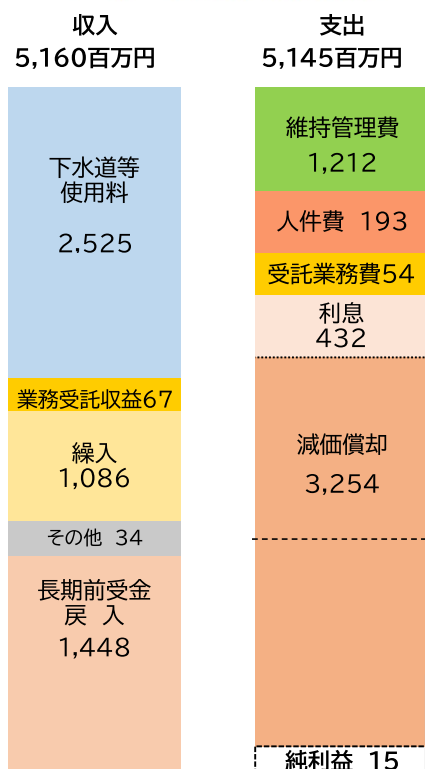 収入
5,160百万円
下水道等
使用料
2,525
業務受託収益67
繰入
1,086
その他 34
長期前受金
戻 入
1,448
支出
5,145百万円
維持管理費
1,212
人件費 193
受託業務費54
利息
432
減価償却
3,254
純利益 15